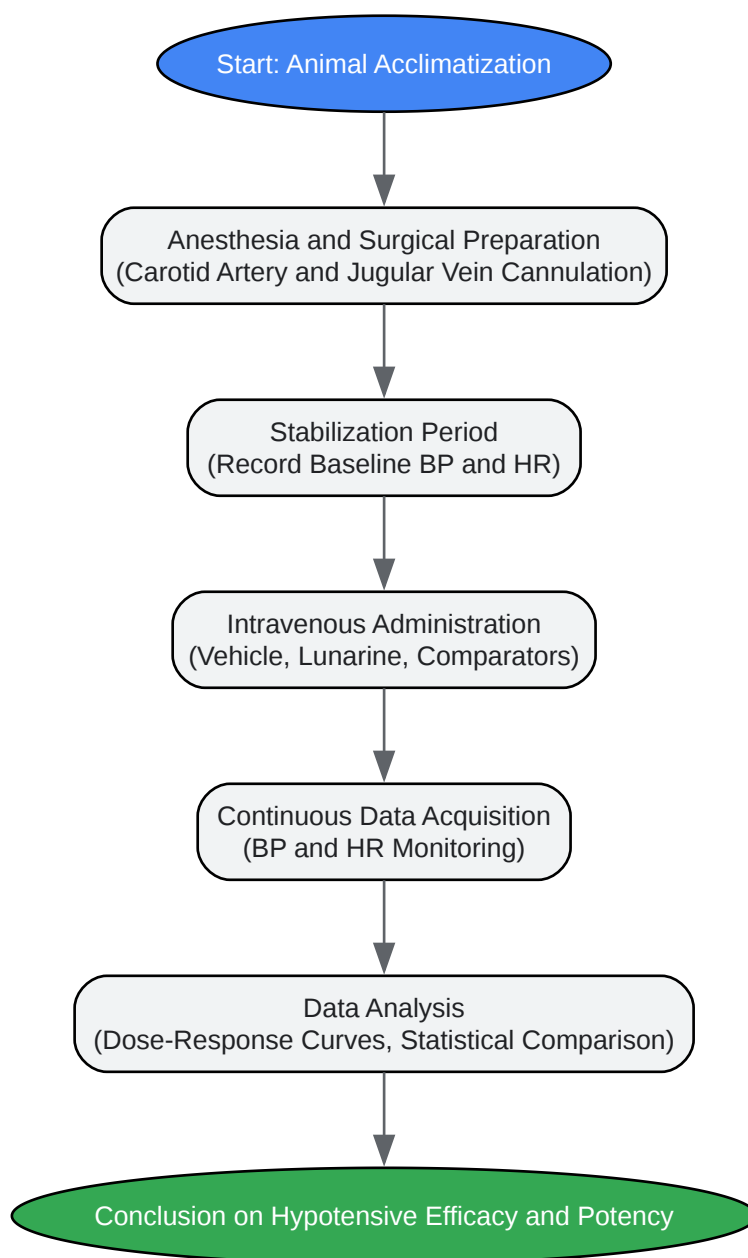 Start: Animal Acclimatization
Anesthesia and Surgical Preparation
(Carotid Artery and Jugular Vein Cannulation)
Stabilization Period
(Record Baseline BP and HR)
Intravenous Administration
(Vehicle, Lunarine, Comparators)
Continuous Data Acquisition
(BP and HR Monitoring)
Data Analysis
(Dose-Response Curves, Statistical Comparison)
Conclusion on Hypotensive Efficacy and Potency